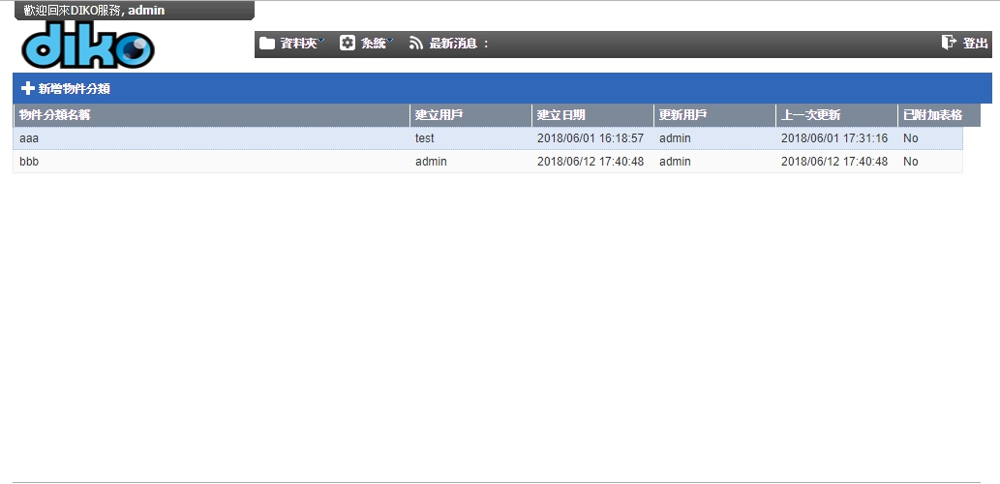 歡迎回來DIKO服務, admin
diko
資料夾 系統 最新消息 : 登出
新增物件分類
物件分類名稱 建立用戶 建立日期 更新用戶 上一次更新 已附加表格
aaa test 2018/06/01 16:18:57 admin 2018/06/01 17:31:16 No
bbb admin 2018/06/12 17:40:48 admin 2018/06/12 17:40:48 No